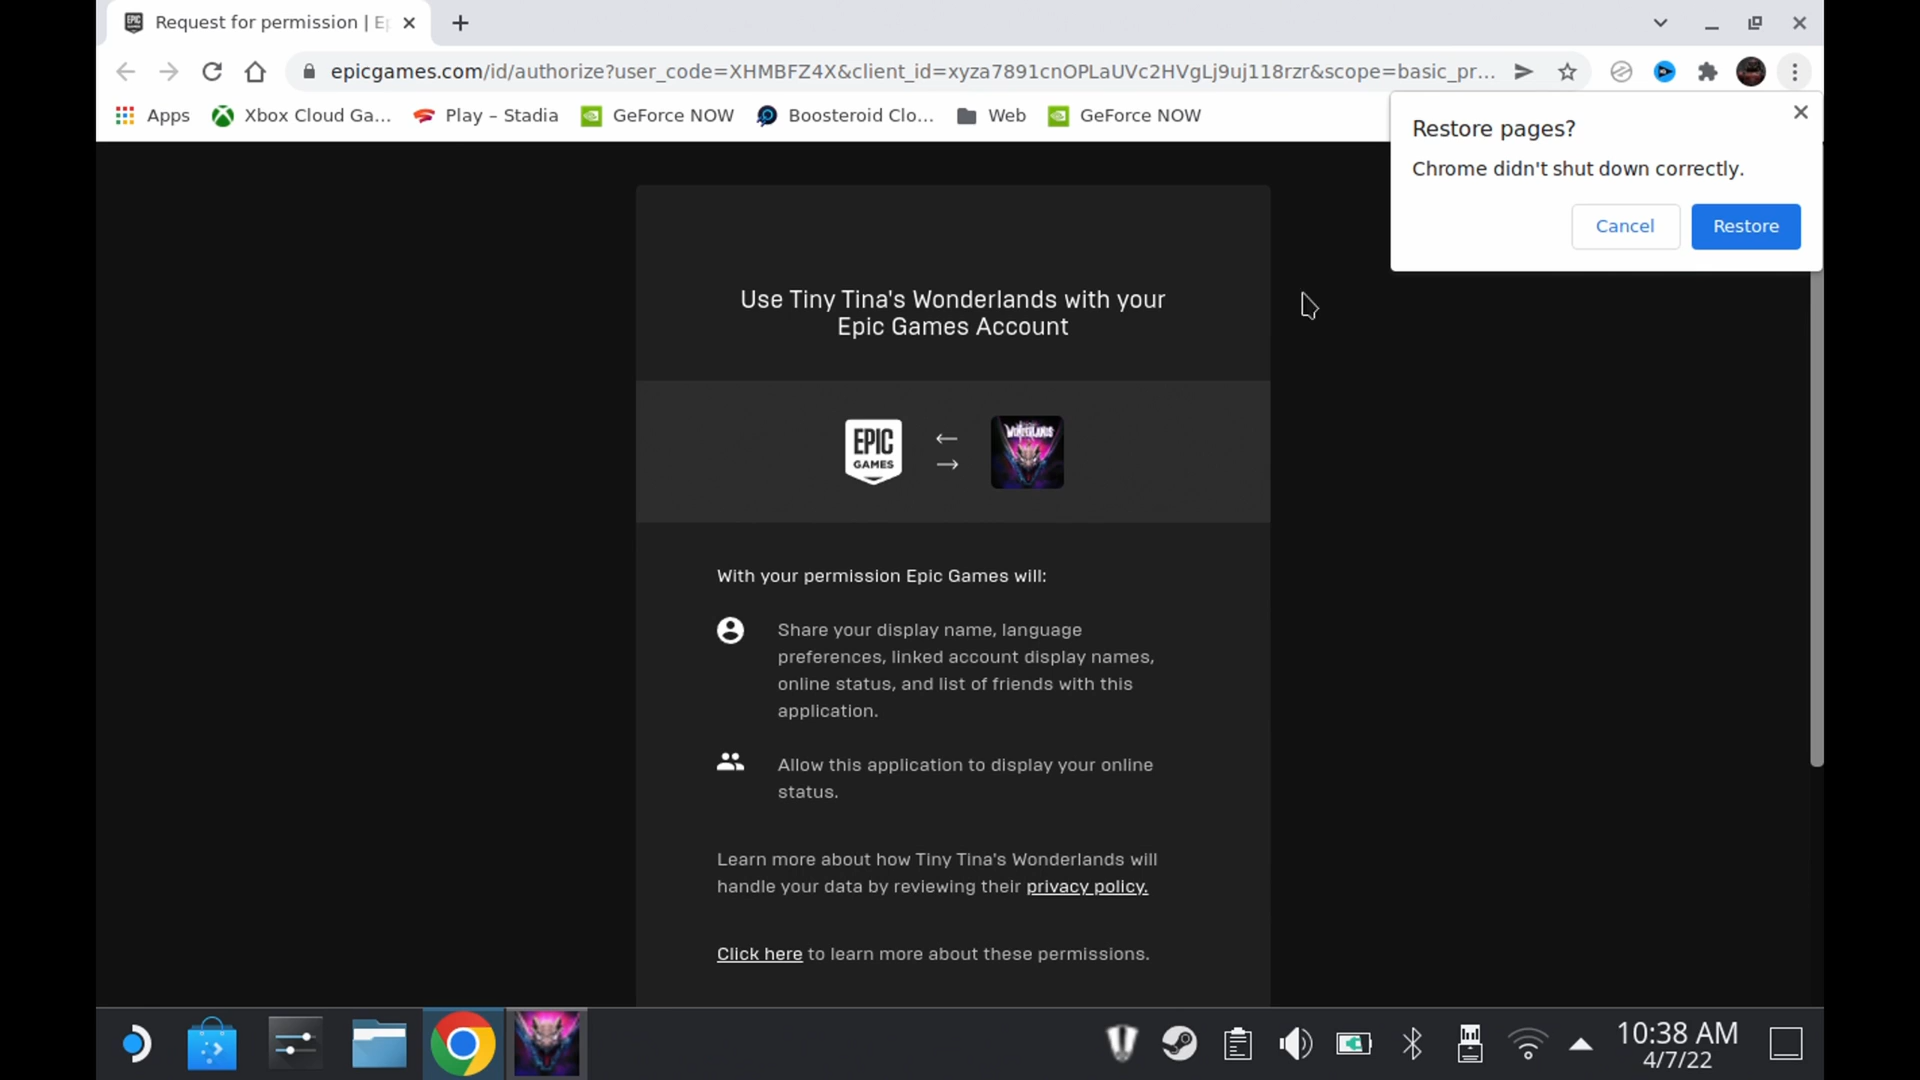 Request for permission | Ep
epicgames.com/id/authorize?user_code=XHMBFZ4X&client_id=xyza7891cnOPLaUVc2HVgLj9uj118rzr&scope=basic_pr...
Apps
Xbox Cloud Ga...
Play – Stadia
GeForce NOW
Boosteroid Clo...
Web
GeForce NOW
Restore pages?
Chrome didn't shut down correctly.
Cancel
Restore
Use Tiny Tina's Wonderlands with your
Epic Games Account
EPIC
GAMES
WONDERLANDS
With your permission Epic Games will:
Share your display name, language
preferences, linked account display names,
online status, and list of friends with this
application.
Allow this application to display your online
status.
Learn more about how Tiny Tina's Wonderlands will
handle your data by reviewing their privacy policy.
Click here to learn more about these permissions.
10:38 AM
4/7/22